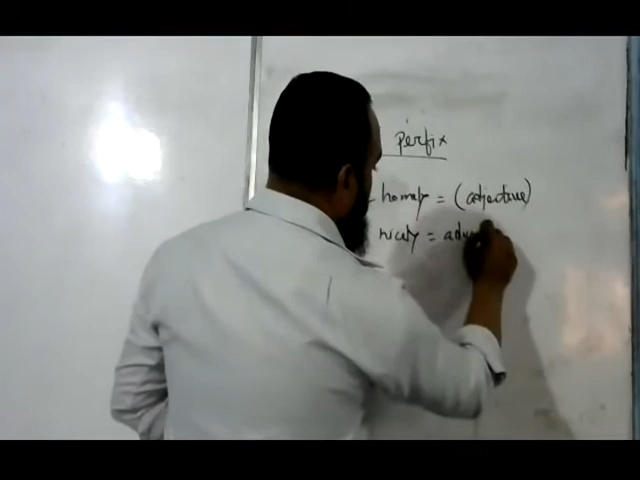 perfix
- homely = (adjective)
nicely = adv